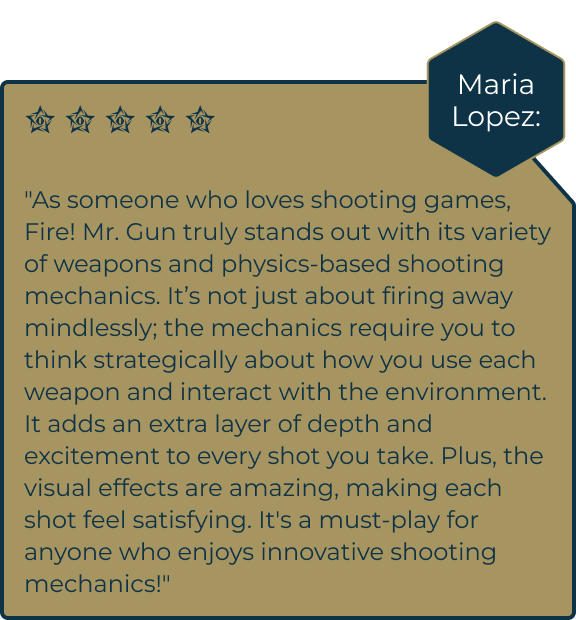 Maria
Lopez:
"As someone who loves shooting games,
Fire! Mr. Gun truly stands out with its variety
of weapons and physics-based shooting
mechanics. It’s not just about firing away
mindlessly; the mechanics require you to
think strategically about how you use each
weapon and interact with the environment.
It adds an extra layer of depth and
excitement to every shot you take. Plus, the
visual effects are amazing, making each
shot feel satisfying. It's a must-play for
anyone who enjoys innovative shooting
mechanics!"